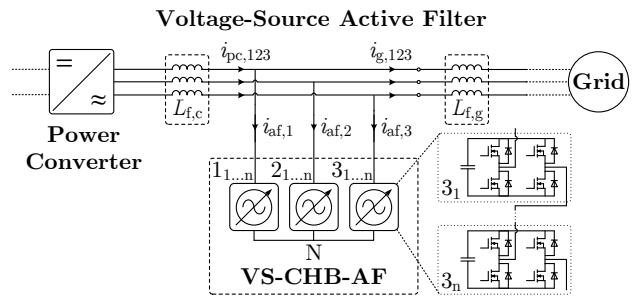 Voltage-Source Active Filter
i_pc,123
i_g,123
= ≈
L_f,c
L_f,g
Grid
Power
Converter
i_af,1
i_af,2
i_af,3
1_1...n
2_1...n
3_1...n
3_1
N
VS-CHB-AF
3_n